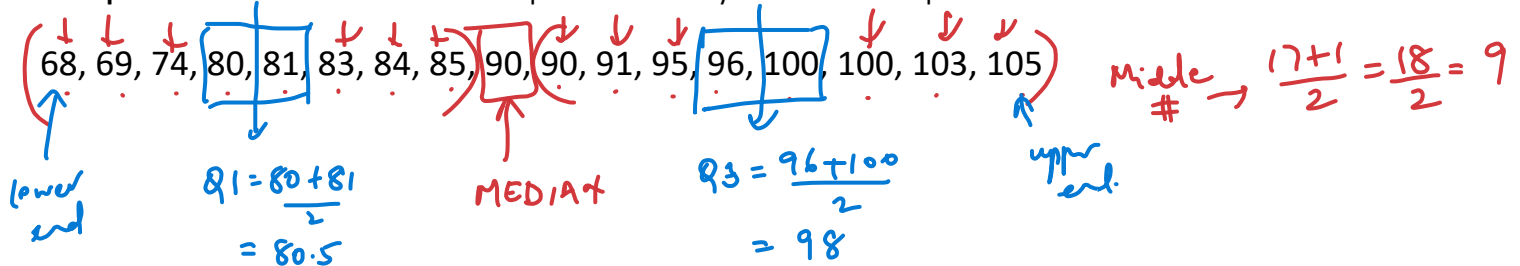 68, 69, 74, 80, 81, 83, 84, 85, 90, 90, 91, 95, 96, 100, 100, 103, 105
Middle # → 17+1/2 = 18/2 = 9
lower end
Q1 = 80+81/2
= 80.5
MEDIAN
Q3 = 96+100/2
= 98
upper end.